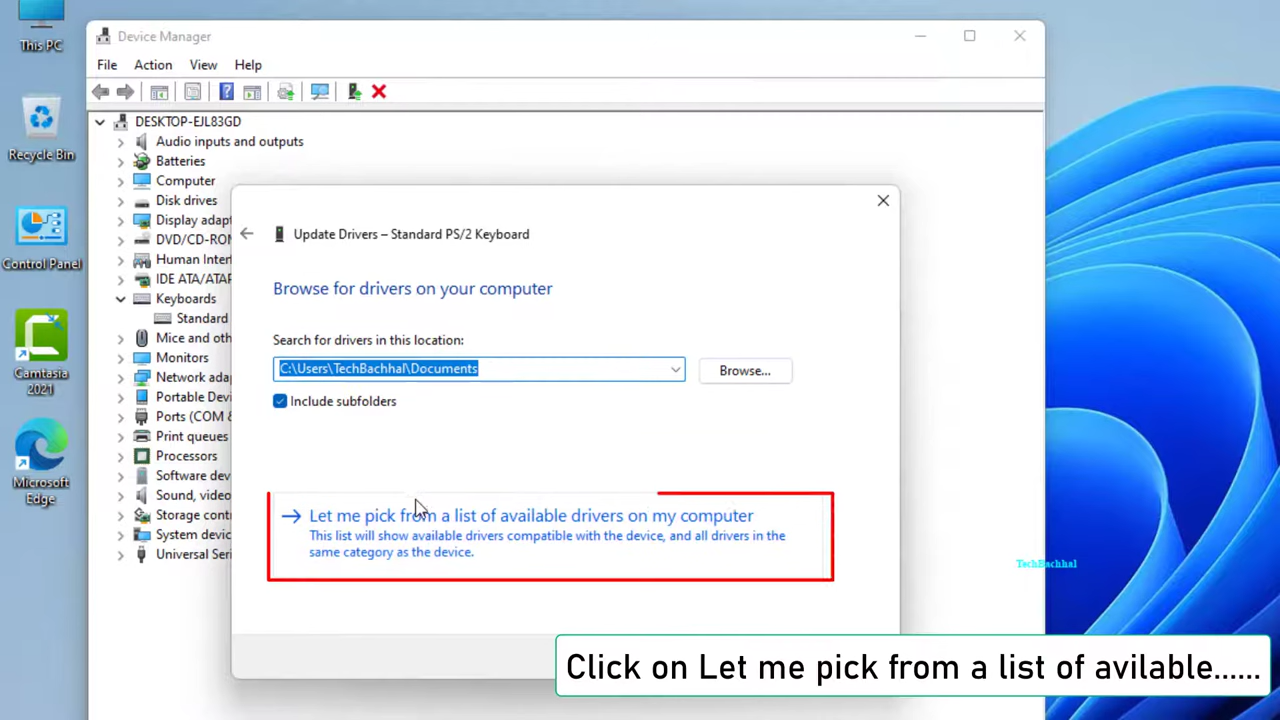 This PC
Recycle Bin
Control Panel
Camtasia
2021
Microsoft
Edge
Device Manager
File Action View Help
DESKTOP-EJL83GD
Audio inputs and outputs
Batteries
Computer
Disk drives
Display adapt
DVD/CD-RO
Human Inter
IDE ATA/ATAP
Keyboards
Standard
Mice and oth
Monitors
Network adap
Portable Devi
Ports (COM &
Print queues
Processors
Software dev
Sound, video
Storage contr
System devic
Universal Seri
Update Drivers – Standard PS/2 Keyboard
Browse for drivers on your computer
Search for drivers in this location:
C:\Users\TechBachhal\Documents
Browse...
Include subfolders
Let me pick from a list of available drivers on my computer
This list will show available drivers compatible with the device, and all drivers in the
same category as the device.
TechBachhal
Click on Let me pick from a list of avilable......